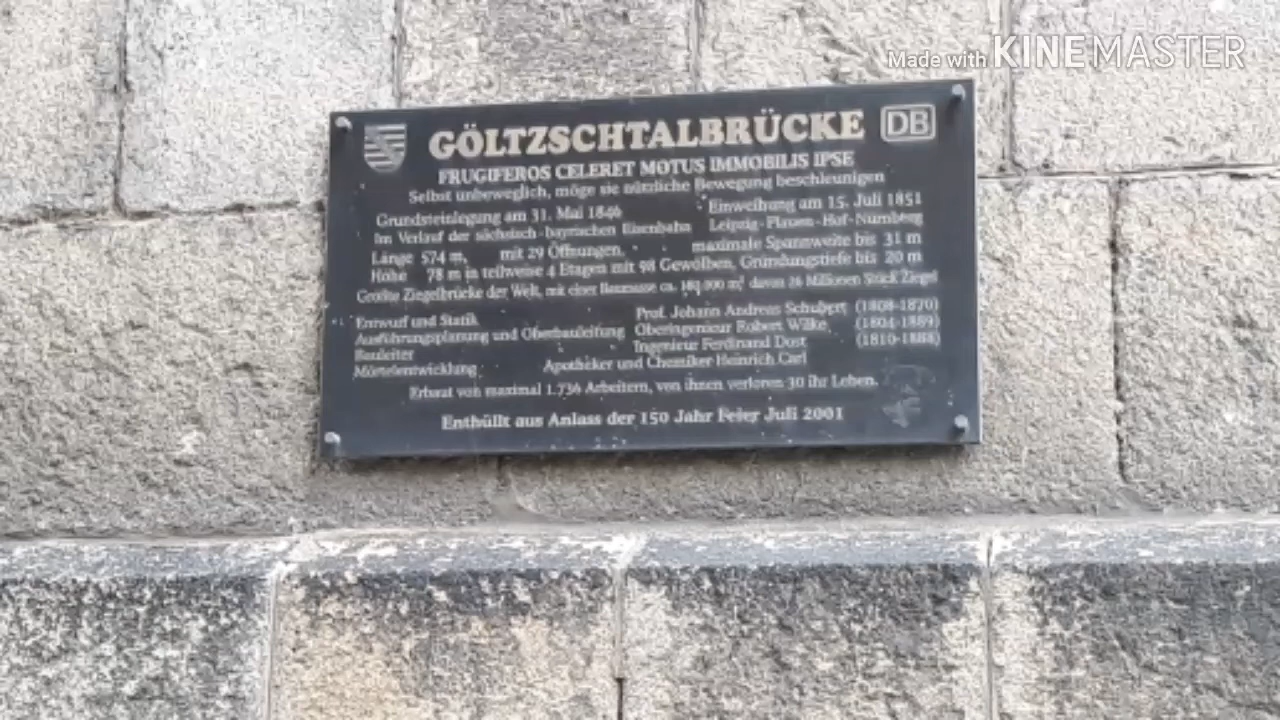 Made with KINEMASTER
GÖLTZSCHTALBRÜCKE DB
FRUGIFEROS CELERET MOTUS IMMOBILIS IPSE
Selbst unbeweglich, möge sie nützliche Bewegung beschleunigen
Grundsteinlegung am 31. Mai 1846 Einweihung am 15. Juli 1851
Im Verlauf der sächsisch-bayrischen Eisenbahn Leipzig-Plauen-Hof-Nürnberg
Länge 574 m, mit 29 Öffnungen, maximale Spannweite bis 31 m
Höhe 78 m in teilweise 4 Etagen mit 98 Gewölben, Gründungstiefe bis 20 m
Größte Ziegelbrücke der Welt, mit einer Baumasse ca. m³ davon 26 Millionen Stück Ziegel
Entwurf und Statik Prof. Johann Andreas Schubert (1808-1870)
Ausführungsplanung und Oberbauleitung Oberingenieur Robert Wilke (1804-1889)
Bauleiter Ingenieur Ferdinand Dost (1810-1888)
Mörtelentwicklung Apotheker und Chemiker Heinrich Carl
Erbaut von maximal 1.736 Arbeitern, von ihnen verloren 30 ihr Leben.
Enthüllt aus Anlass der 150 Jahr Feier Juli 2001